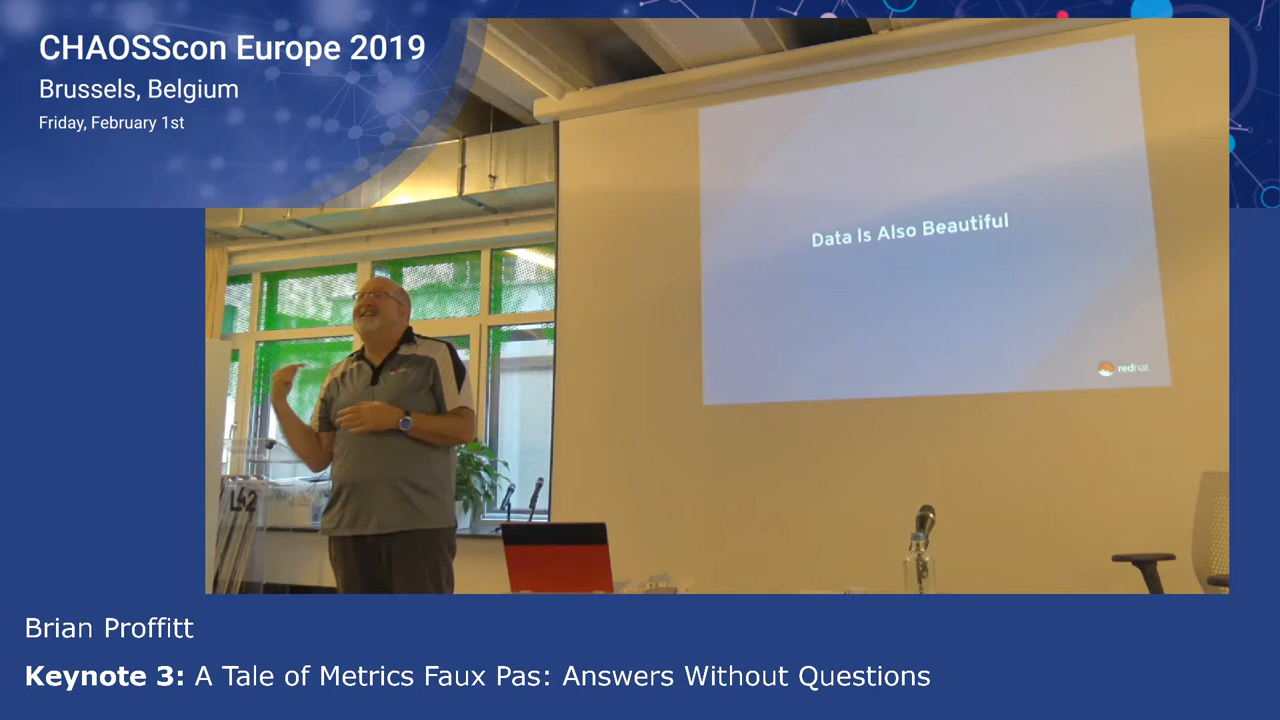 CHAOSScon Europe 2019
Brussels, Belgium
Friday, February 1st
Data Is Also Beautiful
redhat
L42
Brian Proffitt
Keynote 3: A Tale of Metrics Faux Pas: Answers Without Questions